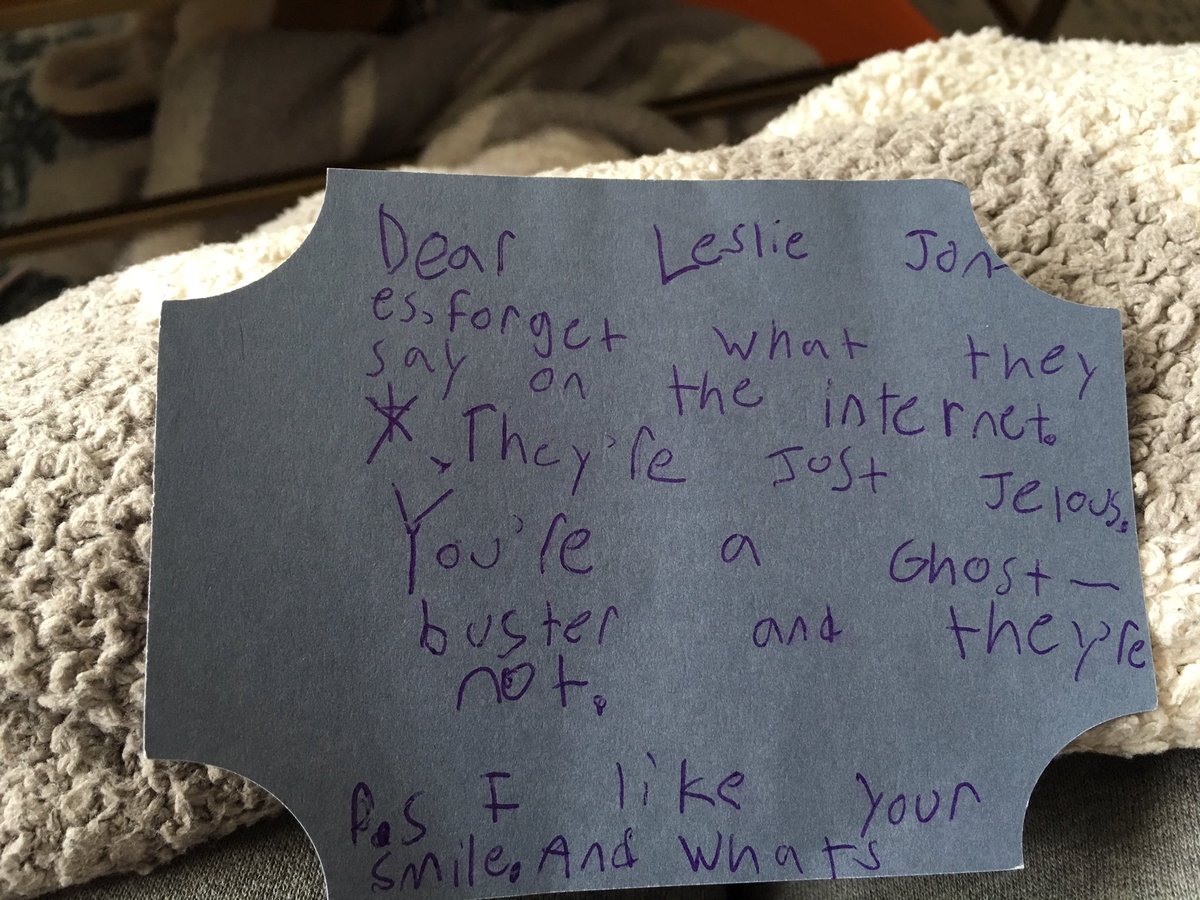 Dear Leslie Jon-
es, forget what they
say on the internet.
* They're Jost Jelous.
You're a Ghost-
buster and they're
not.
P.s I like your
smile. And whats